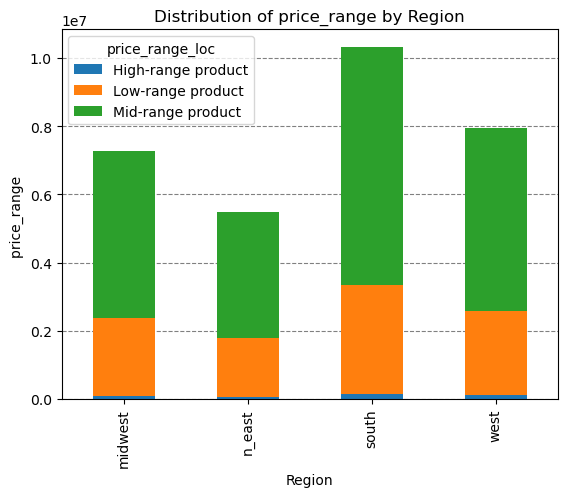 Distribution of price_range by Region
1e7
price_range_loc
High-range product
Low-range product
Mid-range product
1.0
0.8
0.6
0.4
0.2
0.0
price_range
midwest
n_east
south
west
Region